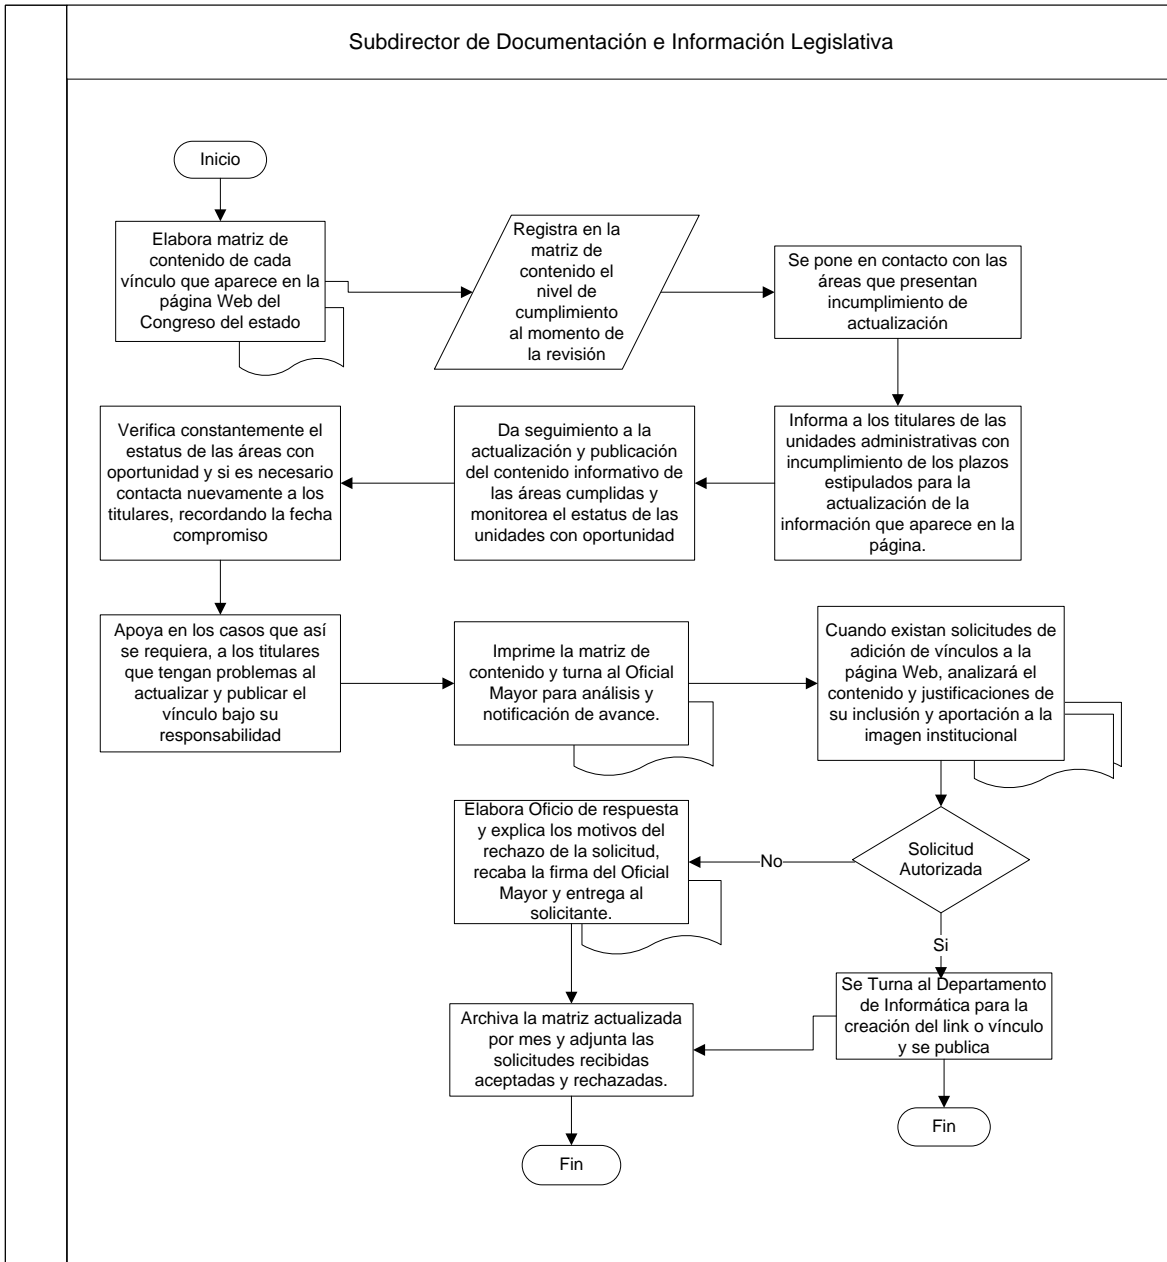 Subdirector de Documentación e Información Legislativa
Inicio
Elabora matriz de
contenido de cada
vínculo que aparece en la
página Web del
Congreso del estado
Registra en la
matriz de
contenido el
nivel de
cumplimiento
al momento de
la revisión
Se pone en contacto con las
áreas que presentan
incumplimiento de
actualización
Informa a los titulares de las
unidades administrativas con
incumplimiento de los plazos
estipulados para la
actualización de la
información que aparece en la
página.
Da seguimiento a la
actualización y publicación
del contenido informativo de
las áreas cumplidas y
monitorea el estatus de las
unidades con oportunidad
Verifica constantemente el
estatus de las áreas con
oportunidad y si es necesario
contacta nuevamente a los
titulares, recordando la fecha
compromiso
Apoya en los casos que así
se requiera, a los titulares
que tengan problemas al
actualizar y publicar el
vínculo bajo su
responsabilidad
Imprime la matriz de
contenido y turna al Oficial
Mayor para análisis y
notificación de avance.
Cuando existan solicitudes de
adición de vínculos a la
página Web, analizará el
contenido y justificaciones de
su inclusión y aportación a la
imagen institucional
Solicitud
Autorizada
No
Elabora Oficio de respuesta
y explica los motivos del
rechazo de la solicitud,
recaba la firma del Oficial
Mayor y entrega al
solicitante.
Si
Se Turna al Departamento
de Informática para la
creación del link o vínculo
y se publica
Archiva la matriz actualizada
por mes y adjunta las
solicitudes recibidas
aceptadas y rechazadas.
Fin
Fin